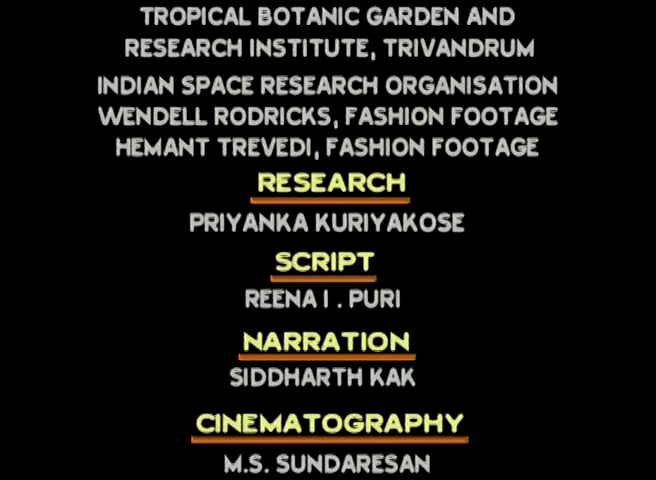 TROPICAL BOTANIC GARDEN AND
RESEARCH INSTITUTE, TRIVANDRUM
INDIAN SPACE RESEARCH ORGANISATION
WENDELL RODRICKS, FASHION FOOTAGE
HEMANT TREVEDI, FASHION FOOTAGE
RESEARCH
PRIYANKA KURIYAKOSE
SCRIPT
REENA I . PURI
NARRATION
SIDDHARTH KAK
CINEMATOGRAPHY
M.S. SUNDARESAN